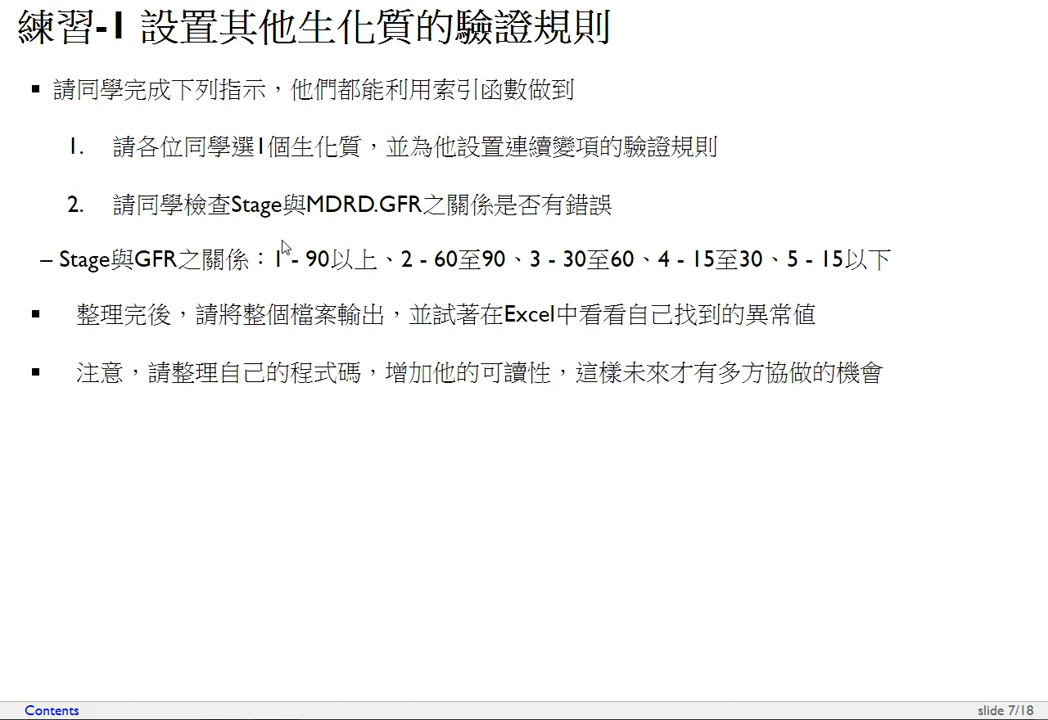 練習-1 設置其他生化質的驗證規則
▪ 請同學完成下列指示，他們都能利用索引函數做到
1. 請各位同學選1個生化質，並為他設置連續變項的驗證規則
2. 請同學檢查Stage與MDRD.GFR之關係是否有錯誤
– Stage與GFR之關係：1 - 90以上、2 - 60至90、3 - 30至60、4 - 15至30、5 - 15以下
▪ 整理完後，請將整個檔案輸出，並試著在Excel中看看自己找到的異常值
▪ 注意，請整理自己的程式碼，增加他的可讀性，這樣未來才有多方協做的機會
Contents
slide 7/18